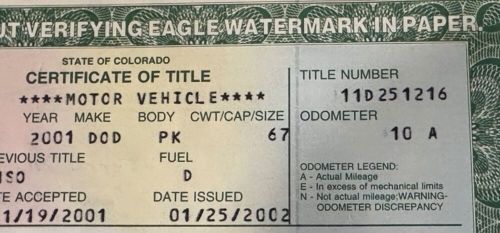 UT VERIFYING EAGLE WATERMARK IN PAPER.
STATE OF COLORADO
CERTIFICATE OF TITLE
****MOTOR VEHICLE****
YEAR MAKE BODY CWT/CAP/SIZE
2001 DOD PK 67
EVIOUS TITLE FUEL
SO D
TE ACCEPTED DATE ISSUED
1/19/2001 01/25/2002
TITLE NUMBER
11D251216
ODOMETER
10 A
ODOMETER LEGEND:
A - Actual Mileage
E - In excess of mechanical limits
N - Not actual mileage:WARNING-
ODOMETER DISCREPANCY